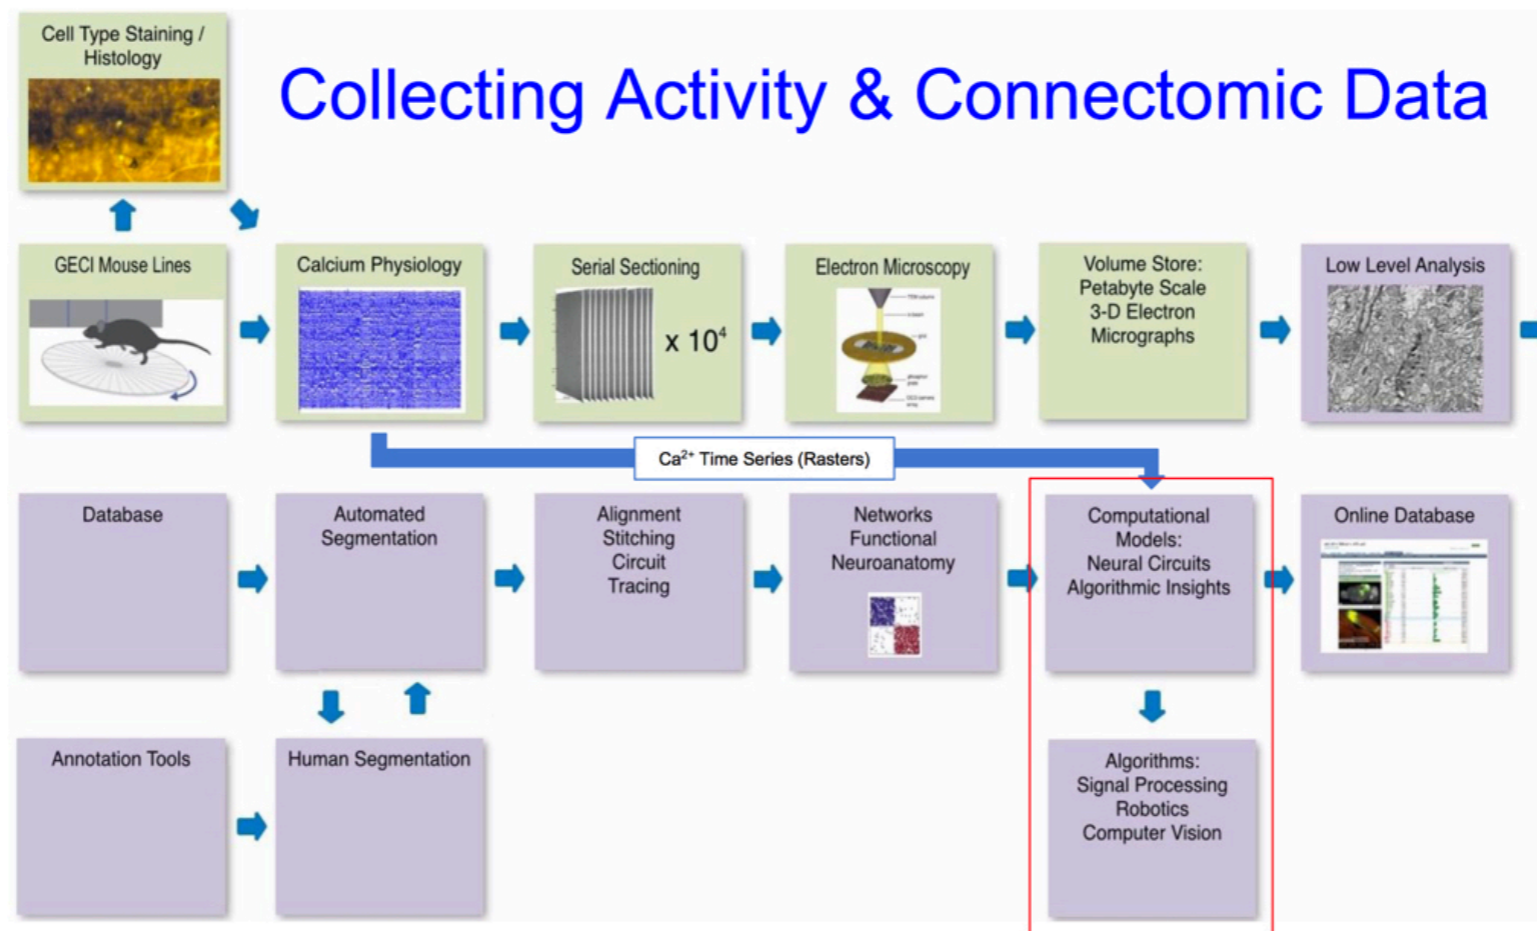 Cell Type Staining /
Histology
Collecting Activity & Connectomic Data
GECI Mouse Lines
Calcium Physiology
Serial Sectioning
x 10⁴
Electron Microscopy
Volume Store:
Petabyte Scale
3-D Electron
Micrographs
Low Level Analysis
Ca²⁺ Time Series (Rasters)
Database
Automated
Segmentation
Alignment
Stitching
Circuit
Tracing
Networks
Functional
Neuroanatomy
Computational
Models:
Neural Circuits
Algorithmic Insights
Online Database
Annotation Tools
Human Segmentation
Algorithms:
Signal Processing
Robotics
Computer Vision